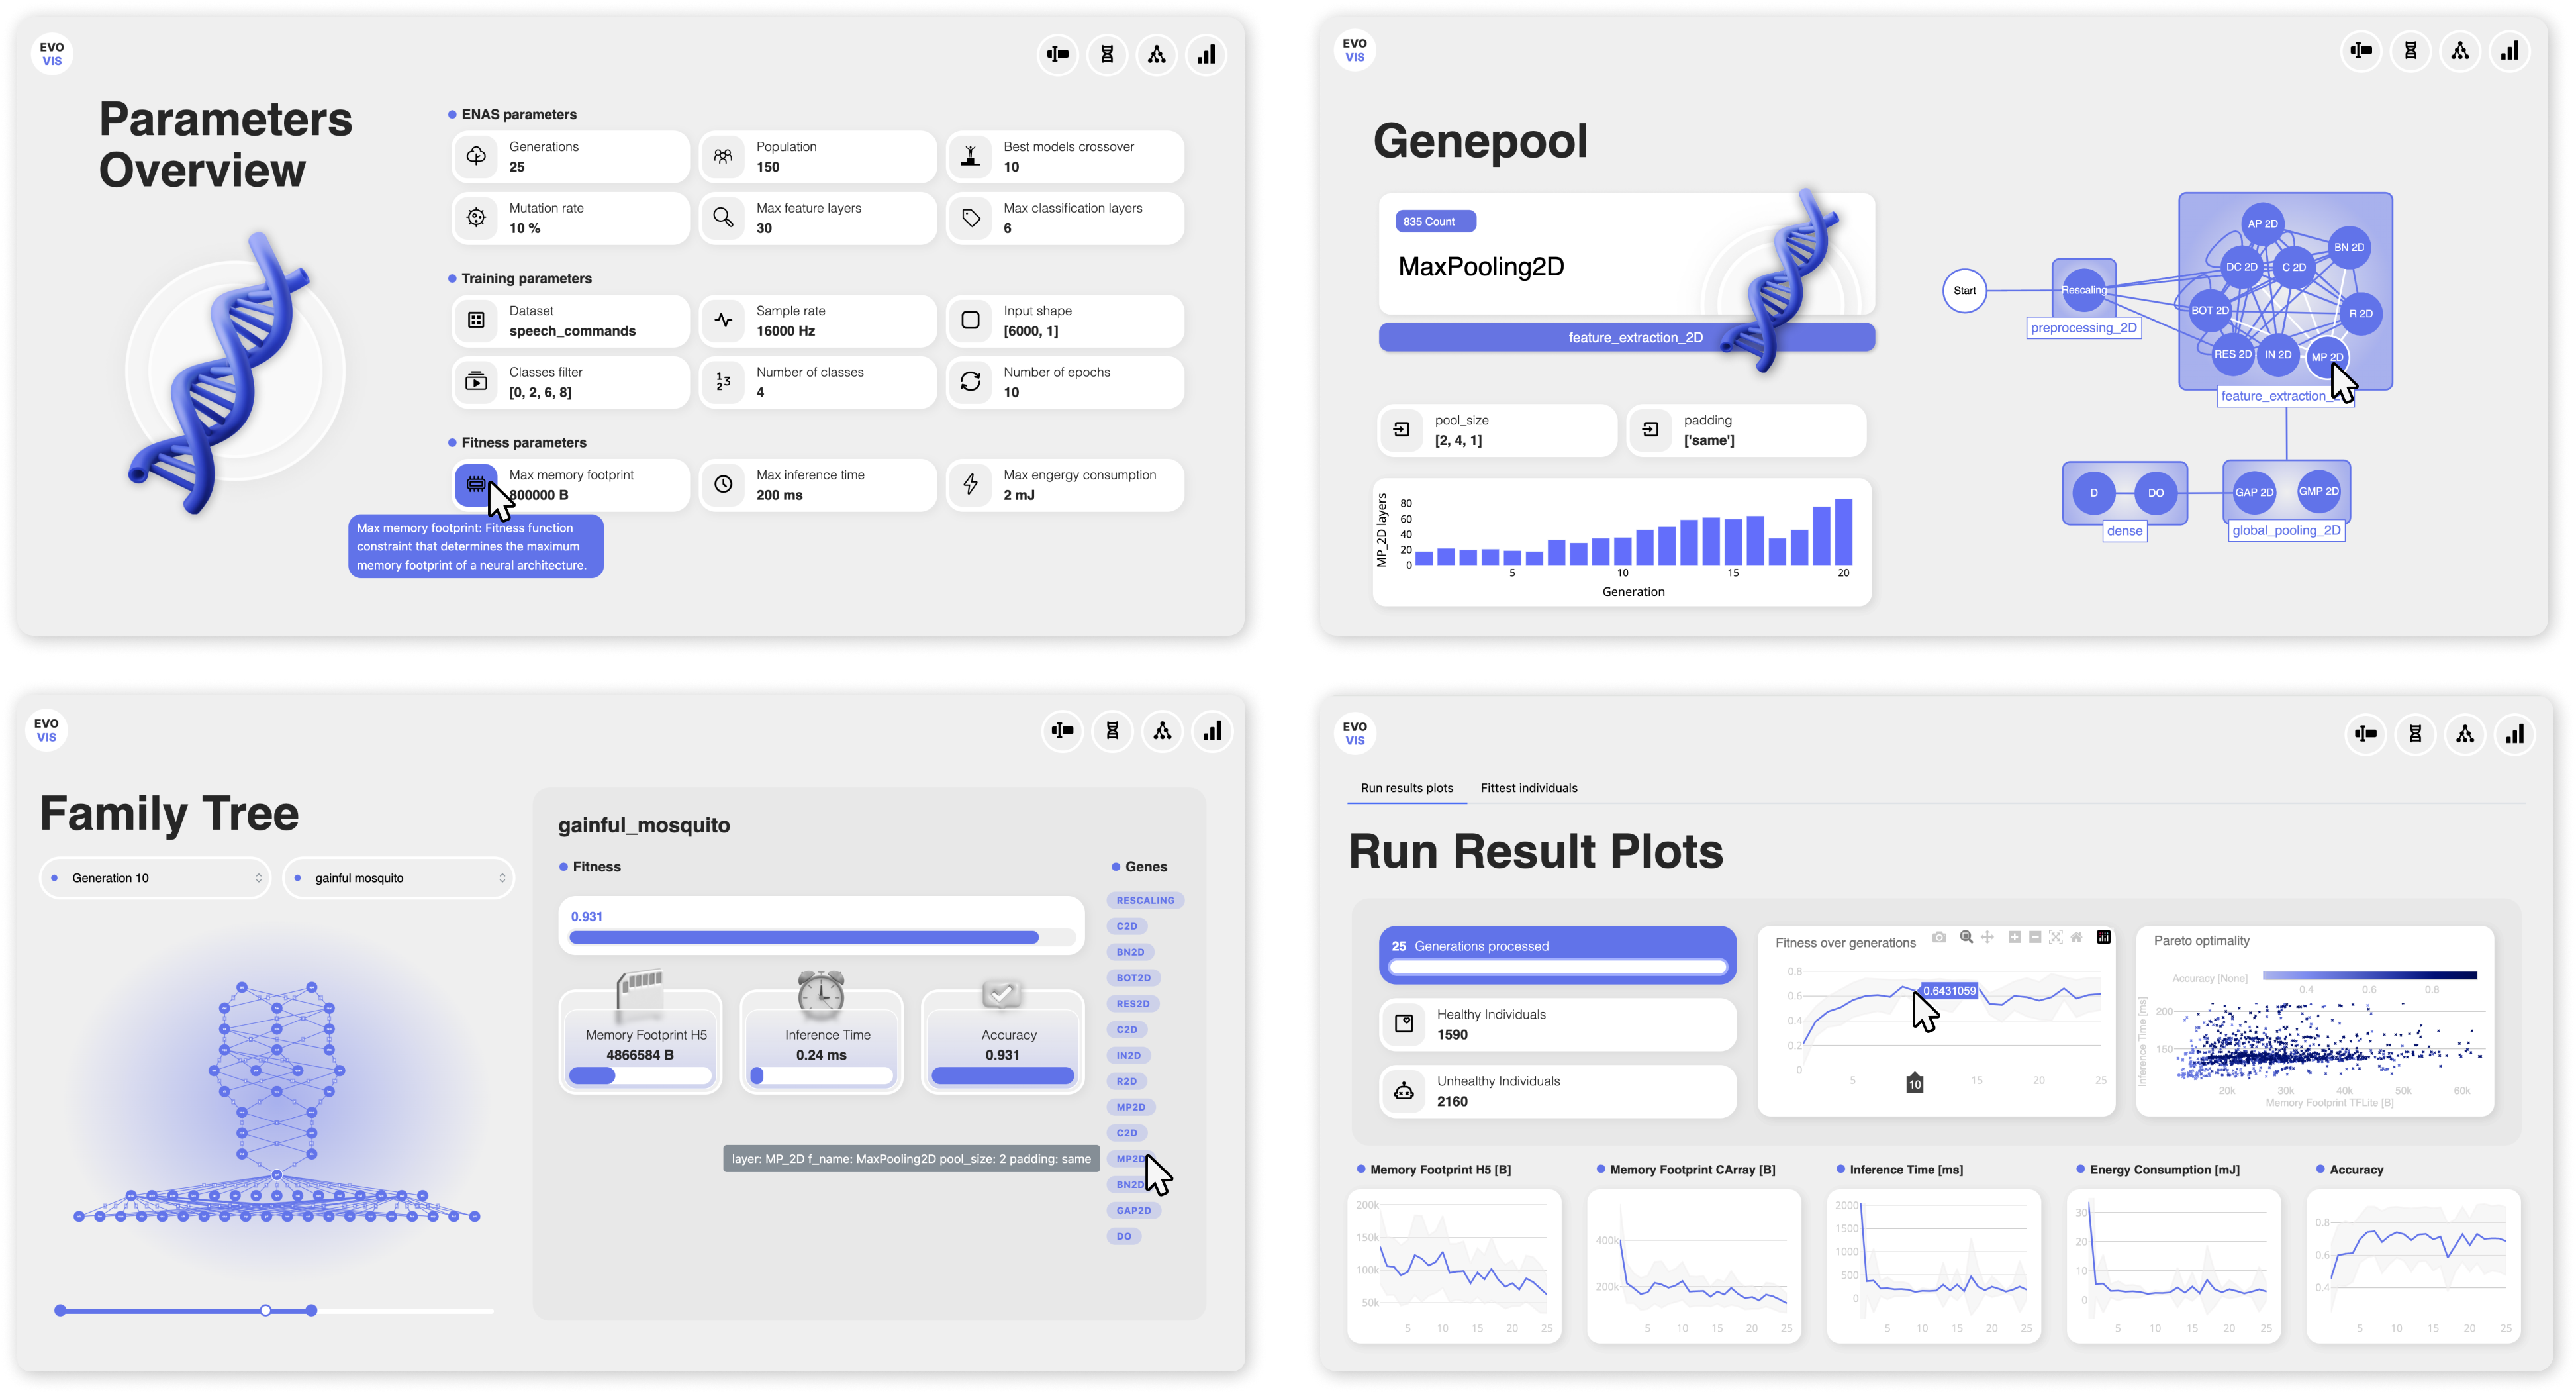 EVO
VIS
Parameters
Overview
ENAS parameters
Generations
25
Population
150
Best models crossover
10
Mutation rate
10 %
Max feature layers
30
Max classification layers
6
Training parameters
Dataset
speech_commands
Sample rate
16000 Hz
Input shape
[6000, 1]
Classes filter
[0, 2, 6, 8]
Number of classes
4
Number of epochs
10
Fitness parameters
Max memory footprint
800000 B
Max inference time
200 ms
Max engergy consumption
2 mJ
Max memory footprint: Fitness function
constraint that determines the maximum
memory footprint of a neural architecture.
EVO
VIS
Genepool
835 Count
MaxPooling2D
feature_extraction_2D
pool_size
[2, 4, 1]
padding
['same']
MP_2D layers
80
60
40
20
0
5 10 15 20
Generation
Start
Rescaling
preprocessing_2D
AP 2D
BN 2D
DC 2D
C 2D
BOT 2D
R 2D
RES 2D
IN 2D
MP 2D
feature_extraction_
D
DO
dense
GAP 2D
GMP 2D
global_pooling_2D
EVO
VIS
Family Tree
Generation 10
gainful mosquito
gainful_mosquito
Fitness
0.931
Memory Footprint H5
4866584 B
Inference Time
0.24 ms
Accuracy
0.931
Genes
RESCALING
C2D
BN2D
BOT2D
RES2D
C2D
IN2D
R2D
MP2D
C2D
MP2D
BN2D
GAP2D
DO
layer: MP_2D f_name: MaxPooling2D pool_size: 2 padding: same
EVO
VIS
Run results plots
Fittest individuals
Run Result Plots
25 Generations processed
Healthy Individuals
1590
Unhealthy Individuals
2160
Fitness over generations
0.8
0.6
0.4
0.2
0
0.6431059
5 10 15 20 25
Pareto optimality
Accuracy [None]
0.4 0.6 0.8
Inference Time [ms]
200
150
20k 30k 40k 50k 60k
Memory Footprint TFLite [B]
Memory Footprint H5 [B]
200k
150k
100k
50k
5 10 15 20 25
Memory Footprint CArray [B]
400k
200k
5 10 15 20 25
Inference Time [ms]
2000
1500
1000
500
0
5 10 15 20 25
Energy Consumption [mJ]
30
20
10
0
5 10 15 20 25
Accuracy
0.8
0.6
0.4
5 10 15 20 25